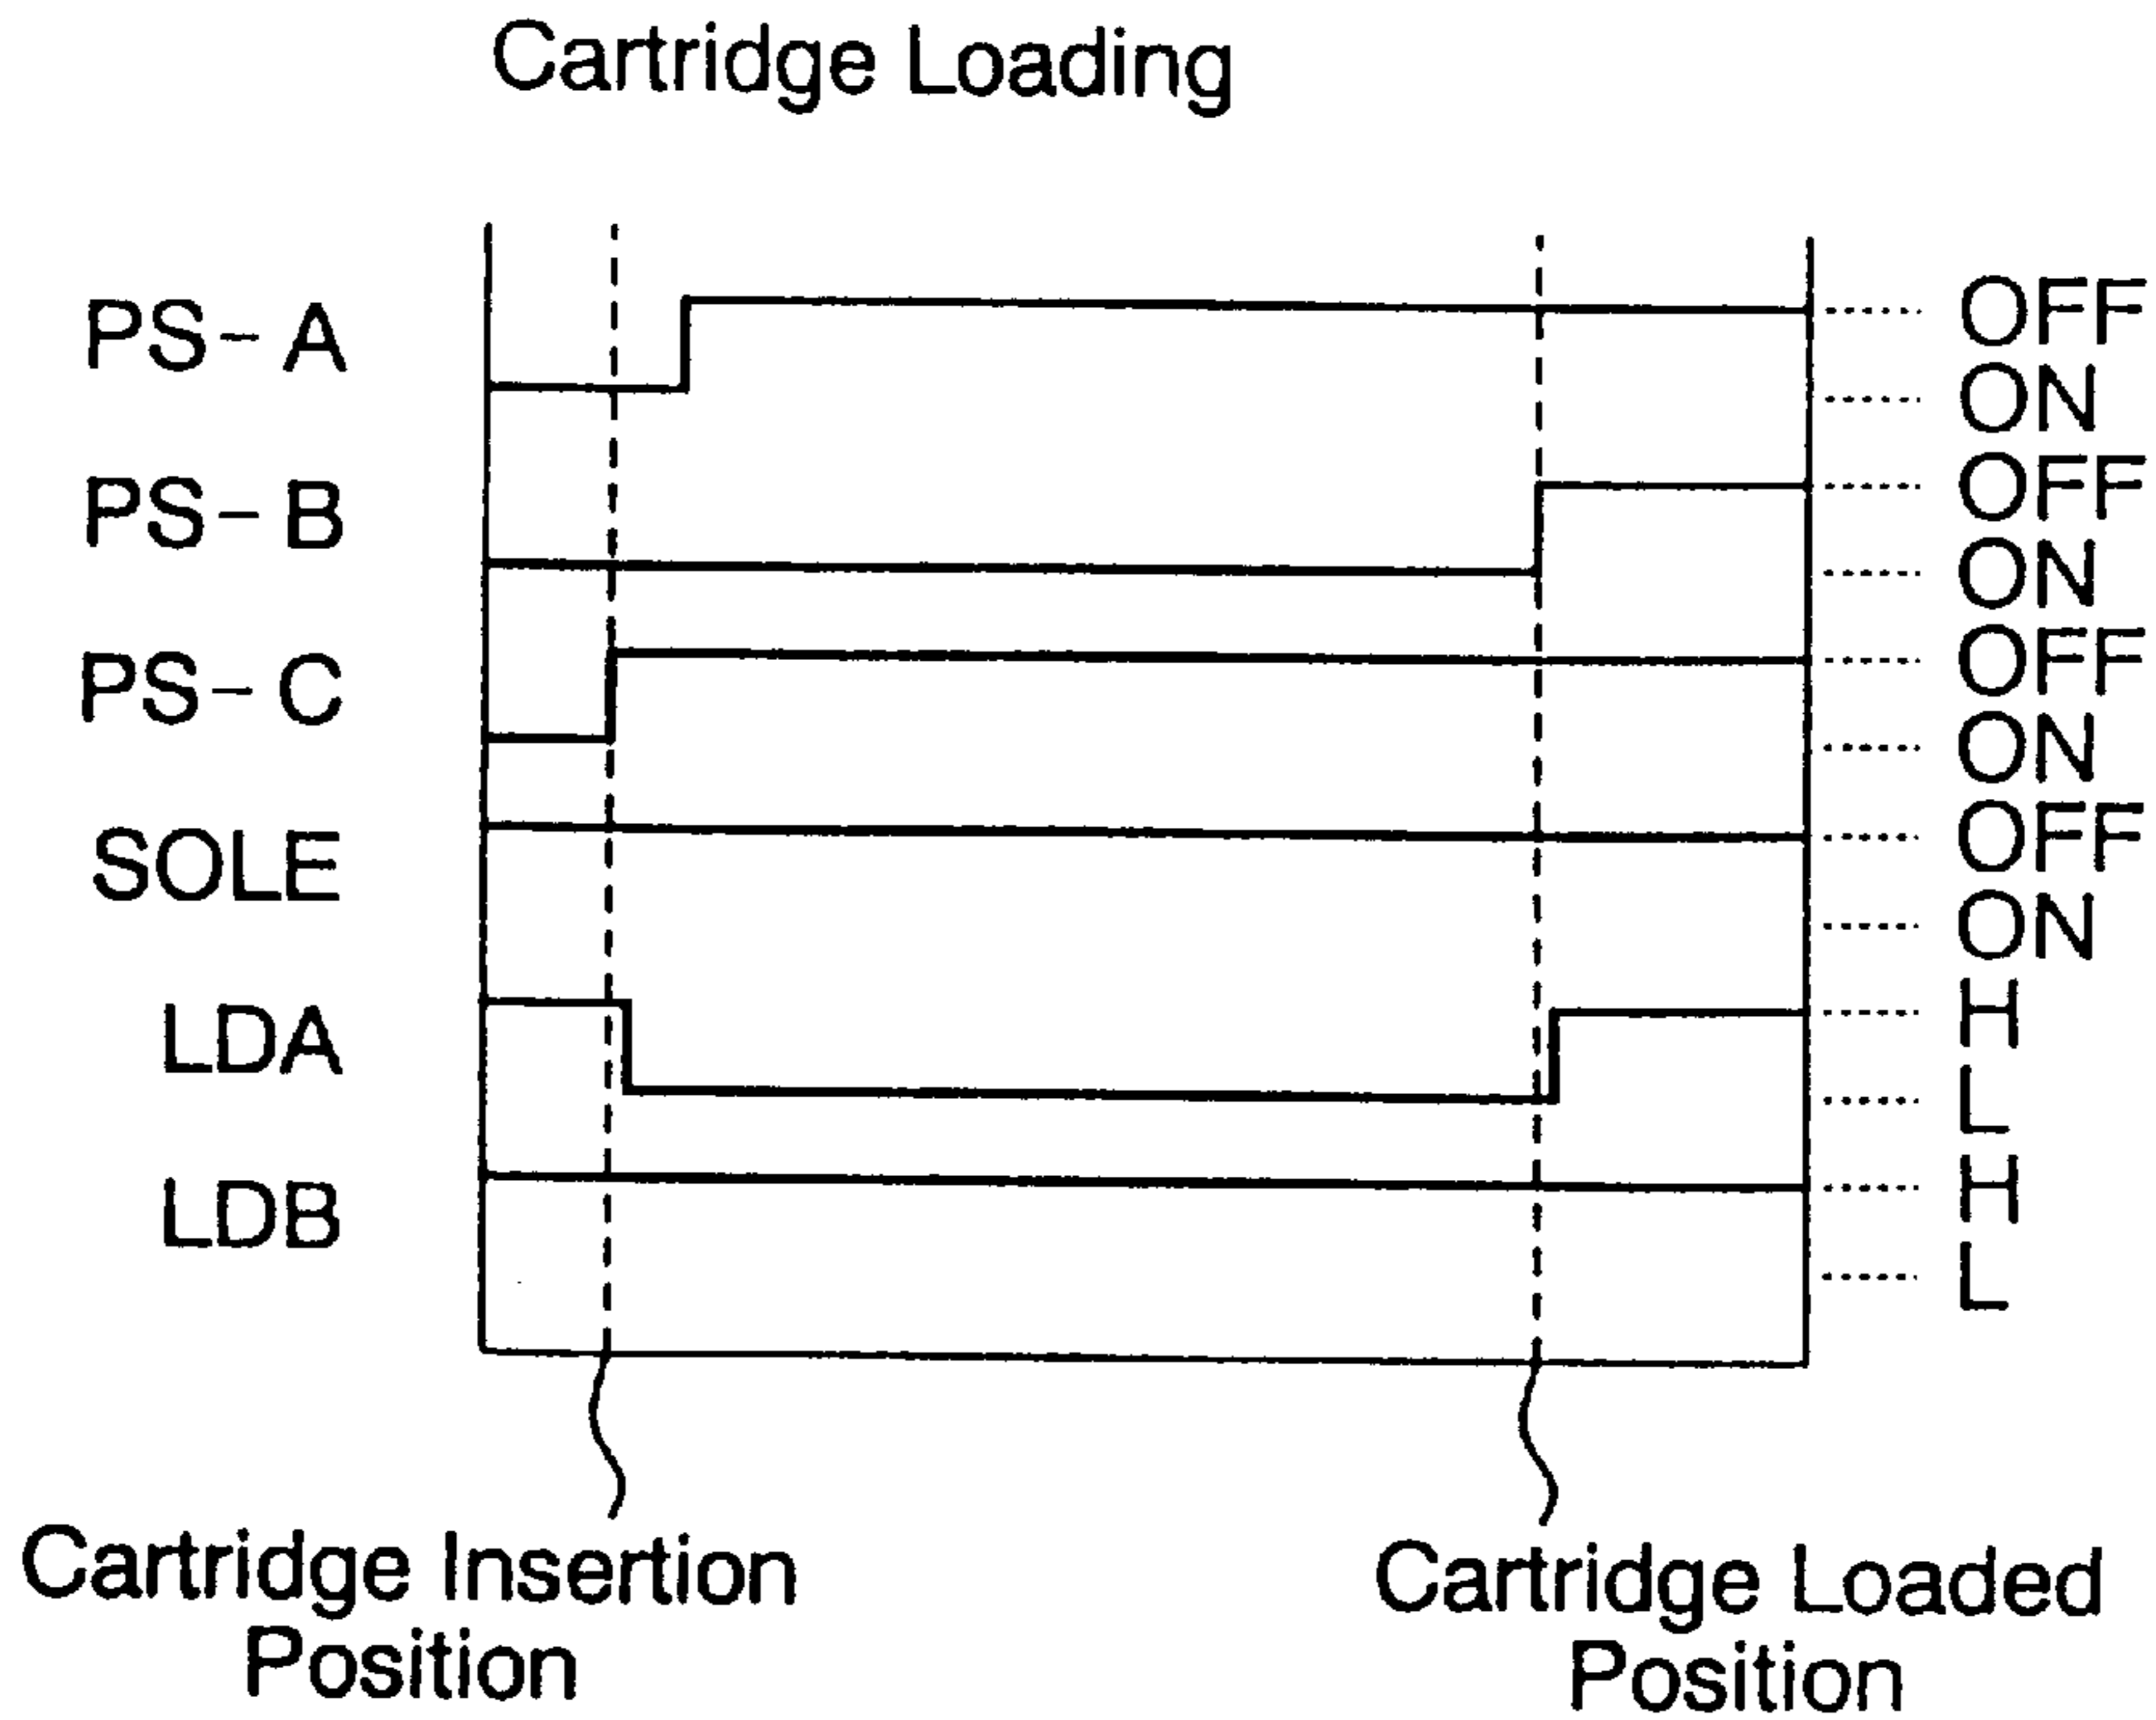 Cartridge Loading
PS-A
OFF
ON
PS-B
OFF
ON
PS-C
OFF
ON
SOLE
OFF
ON
LDA
H
L
LDB
H
L
Cartridge Insertion
Position
Cartridge Loaded
Position